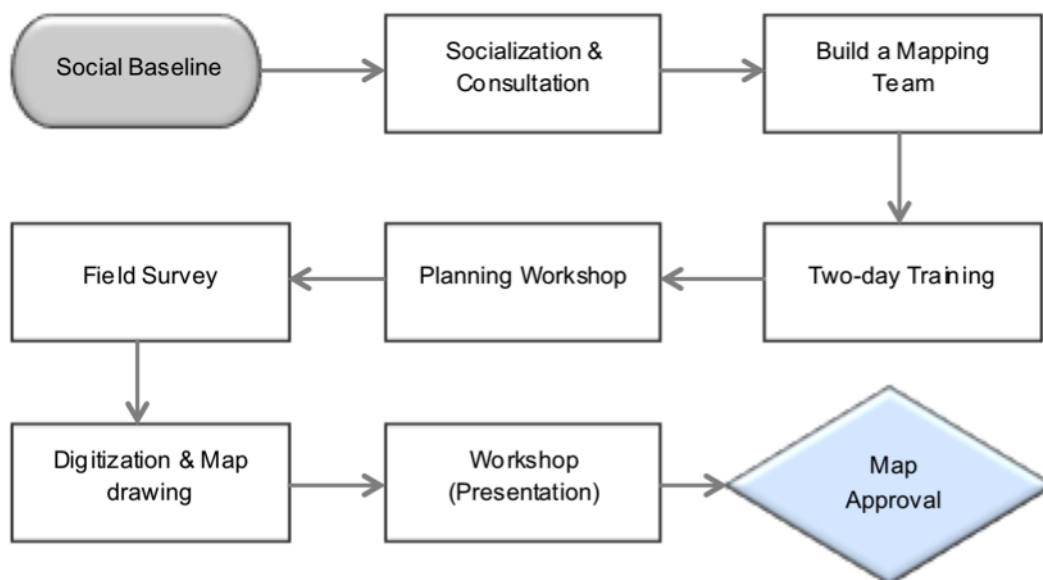 Social Baseline
Socialization &
Consultation
Build a Mapping
Team
Two-day Training
Planning Workshop
Field Survey
Digitization & Map
drawing
Workshop
(Presentation)
Map
Approval